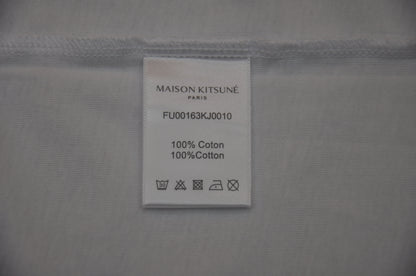 MAISON KITSUNÉ
PARIS
FU00163KJ0010
100% Coton
100%Cotton